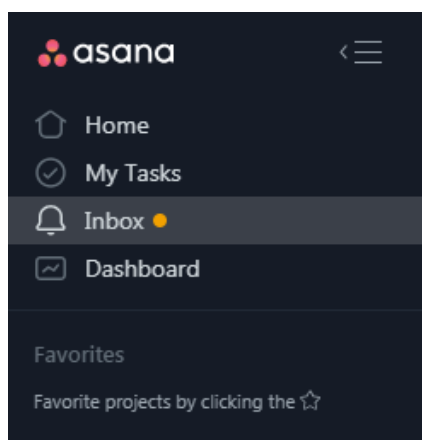 asana
Home
My Tasks
Inbox
Dashboard
Favorites
Favorite projects by clicking the